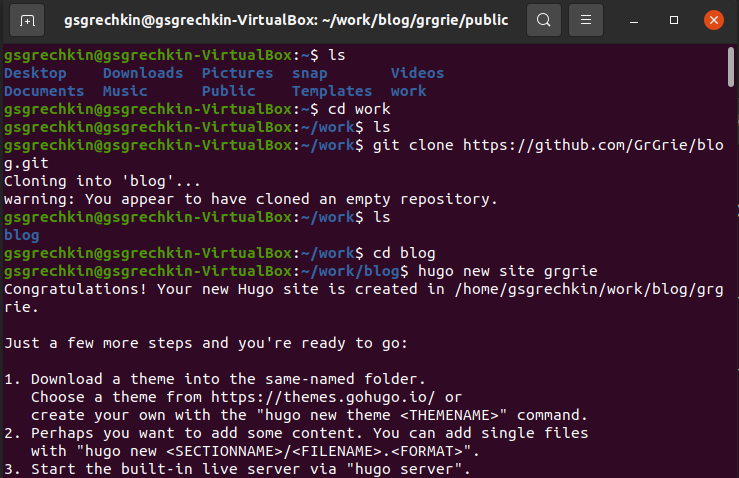 gsgrechkin@gsgrechkin-VirtualBox: ~/work/blog/grgrie/public
gsgrechkin@gsgrechkin-VirtualBox:~$ ls
Desktop    Downloads  Pictures  snap       Videos
Documents  Music      Public    Templates  work
gsgrechkin@gsgrechkin-VirtualBox:~$ cd work
gsgrechkin@gsgrechkin-VirtualBox:~/work$ ls
gsgrechkin@gsgrechkin-VirtualBox:~/work$ git clone https://github.com/GrGrie/blo
g.git
Cloning into 'blog'...
warning: You appear to have cloned an empty repository.
gsgrechkin@gsgrechkin-VirtualBox:~/work$ ls
blog
gsgrechkin@gsgrechkin-VirtualBox:~/work$ cd blog
gsgrechkin@gsgrechkin-VirtualBox:~/work/blog$ hugo new site grgrie
Congratulations! Your new Hugo site is created in /home/gsgrechkin/work/blog/grg
rie.
Just a few more steps and you're ready to go:
1. Download a theme into the same-named folder.
   Choose a theme from https://themes.gohugo.io/ or
   create your own with the "hugo new theme <THEMENAME>" command.
2. Perhaps you want to add some content. You can add single files
   with "hugo new <SECTIONNAME>/<FILENAME>.<FORMAT>".
3. Start the built-in live server via "hugo server".